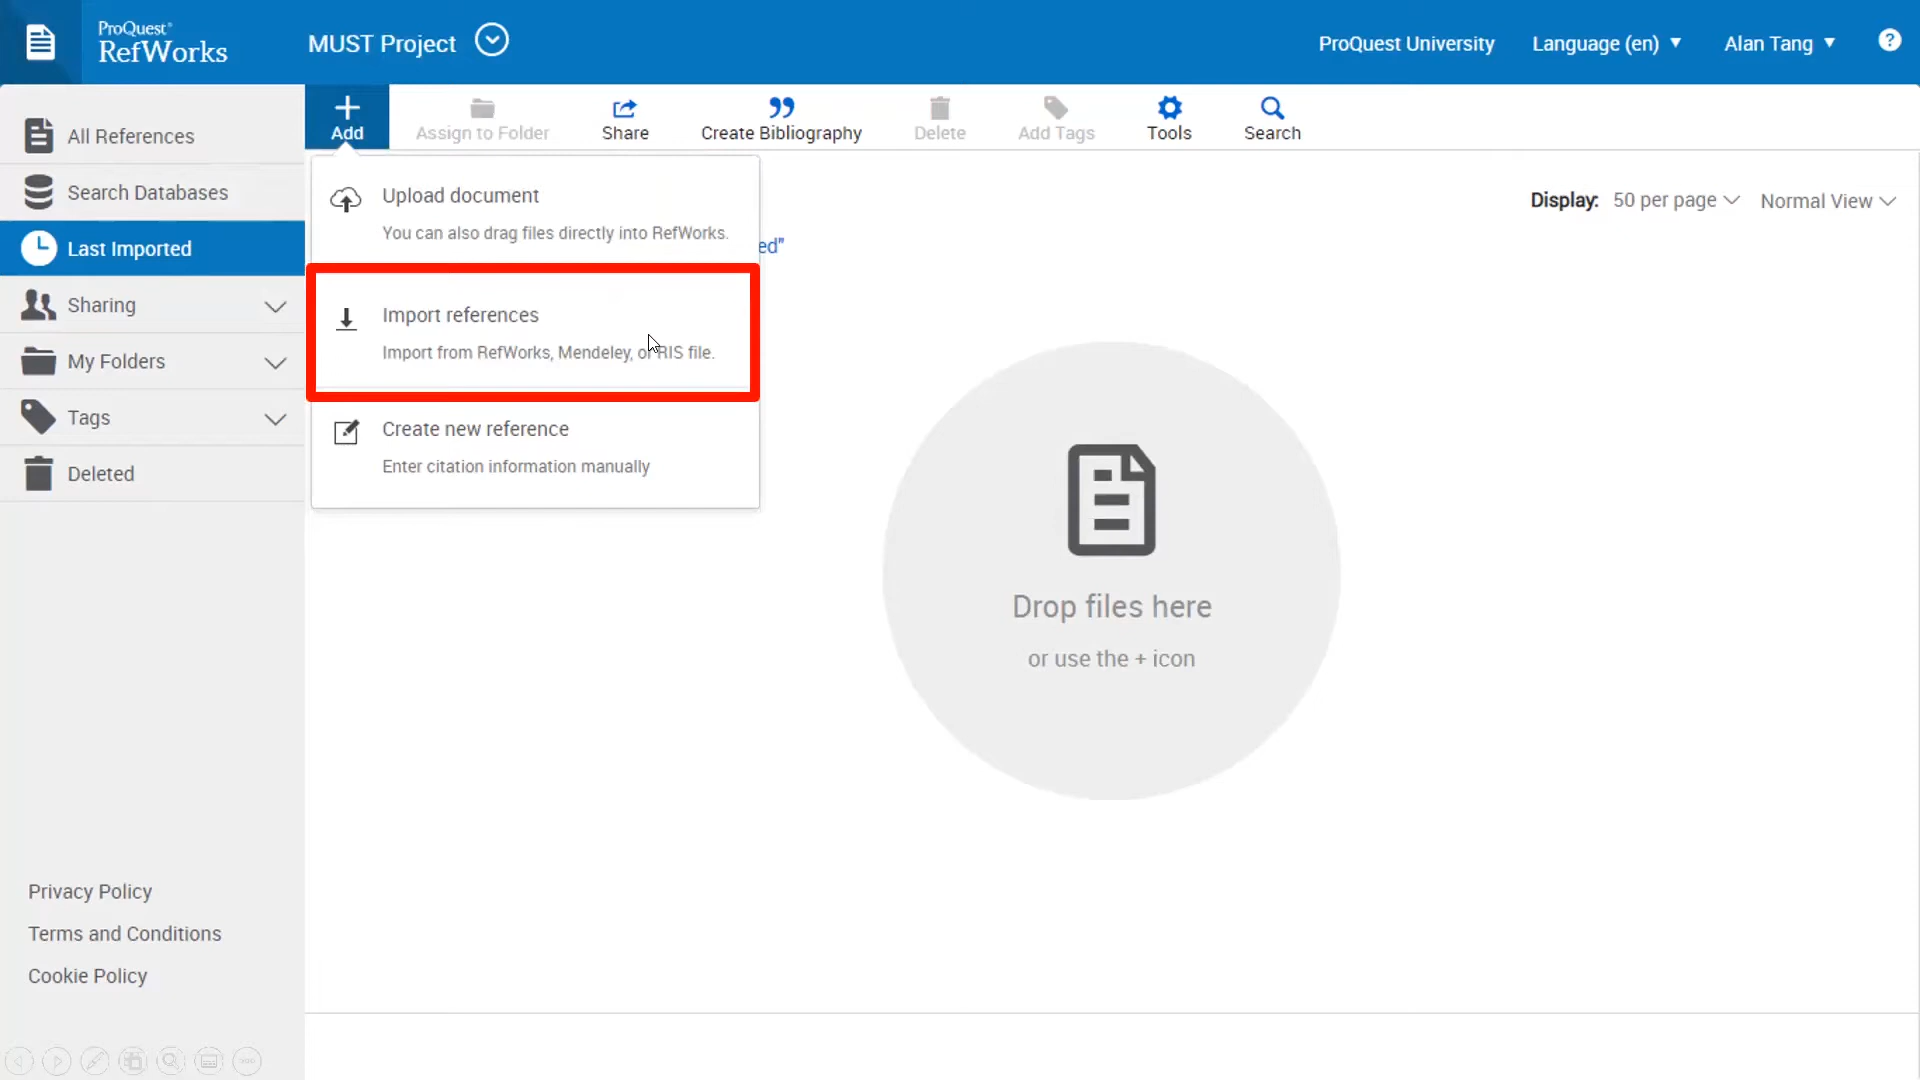 ProQuest®
RefWorks
MUST Project
ProQuest University
Language (en)
Alan Tang
?
Add
Assign to Folder
Share
Create Bibliography
Delete
Add Tags
Tools
Search
All References
Search Databases
Last Imported
Sharing
My Folders
Tags
Deleted
Upload document
You can also drag files directly into RefWorks.
Import references
Import from RefWorks, Mendeley, or RIS file.
Create new reference
Enter citation information manually
ed"
Display: 50 per page
Normal View
Drop files here
or use the + icon
Privacy Policy
Terms and Conditions
Cookie Policy